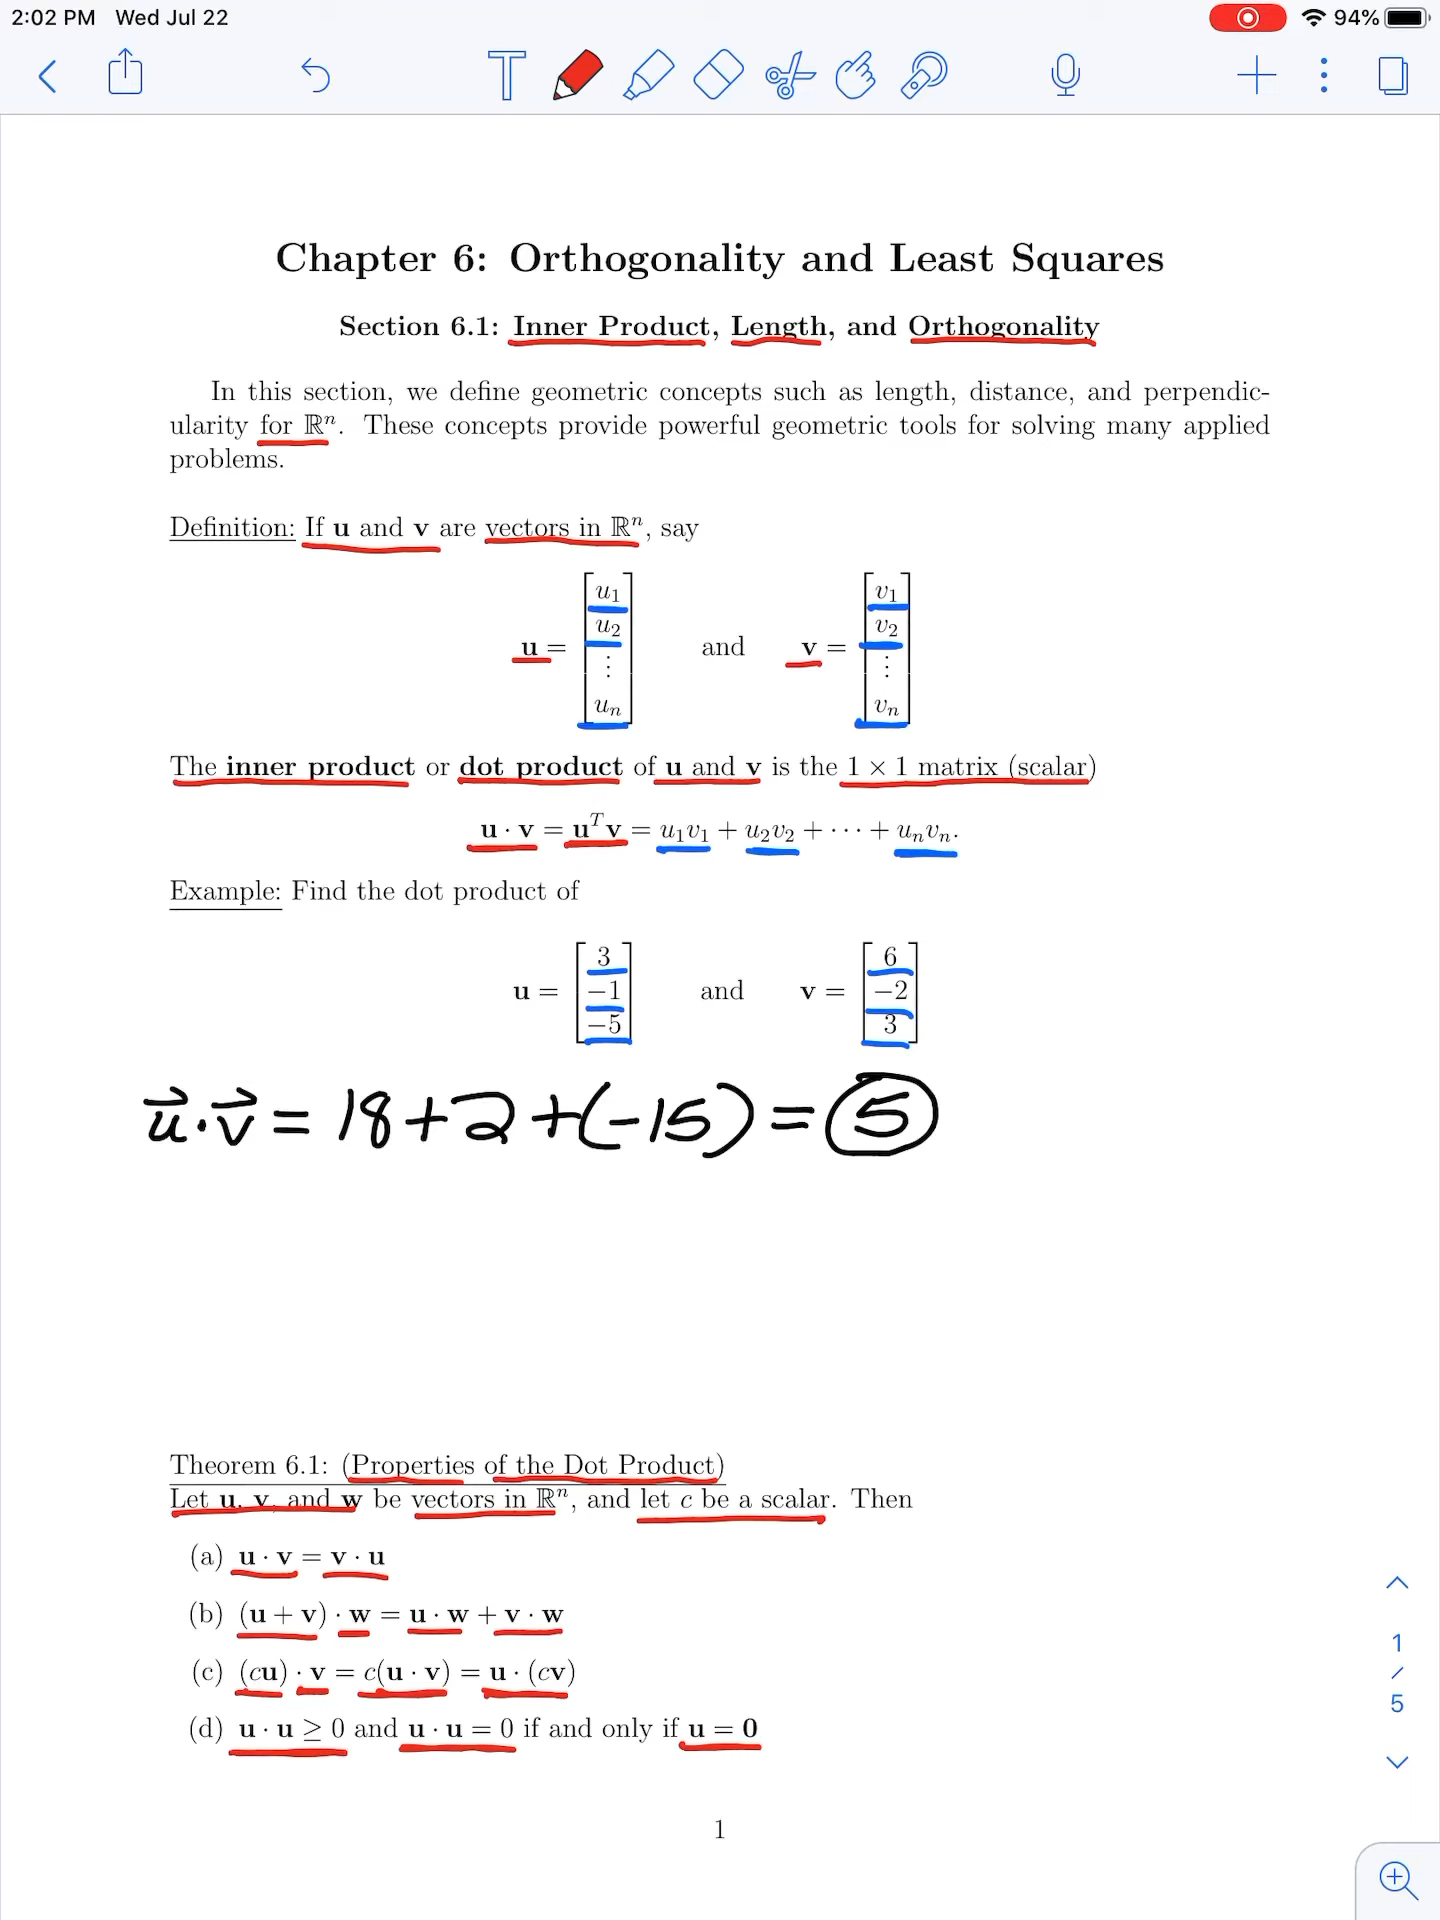 2:02 PM Wed Jul 22 94%
Chapter 6: Orthogonality and Least Squares
Section 6.1: Inner Product, Length, and Orthogonality
In this section, we define geometric concepts such as length, distance, and perpendic-
ularity for ℝⁿ. These concepts provide powerful geometric tools for solving many applied
problems.
Definition: If u and v are vectors in ℝⁿ, say
u = [u₁ u₂ ⋮ uₙ] and v = [v₁ v₂ ⋮ vₙ]
The inner product or dot product of u and v is the 1 × 1 matrix (scalar)
u · v = uᵀv = u₁v₁ + u₂v₂ + ··· + uₙvₙ.
Example: Find the dot product of
u = [3 −1 −5] and v = [6 −2 3]
u⃗·v⃗ = 18+2+(-15) = 5
Theorem 6.1: (Properties of the Dot Product)
Let u, v, and w be vectors in ℝⁿ, and let c be a scalar. Then
(a) u · v = v · u
(b) (u + v) · w = u · w + v · w
(c) (cu) · v = c(u · v) = u · (cv)
(d) u · u ≥ 0 and u · u = 0 if and only if u = 0
1
/
5
1